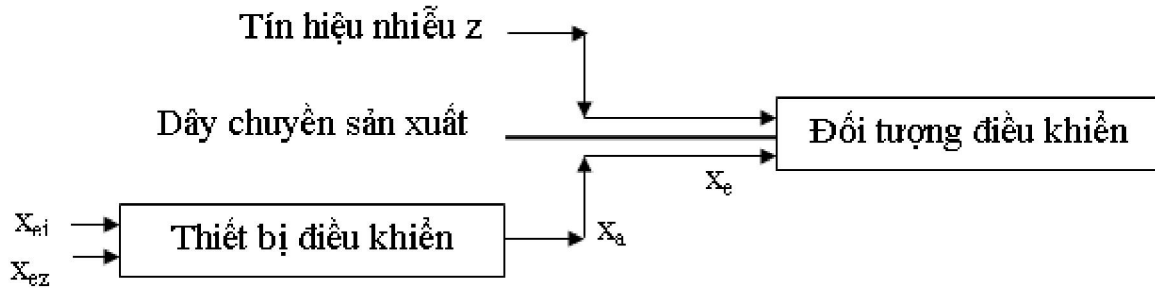 Tín hiệu nhiễu z
Dây chuyền sản xuất
Đối tượng điều khiển
xe
xei
Thiết bị điều khiển
xa
xez